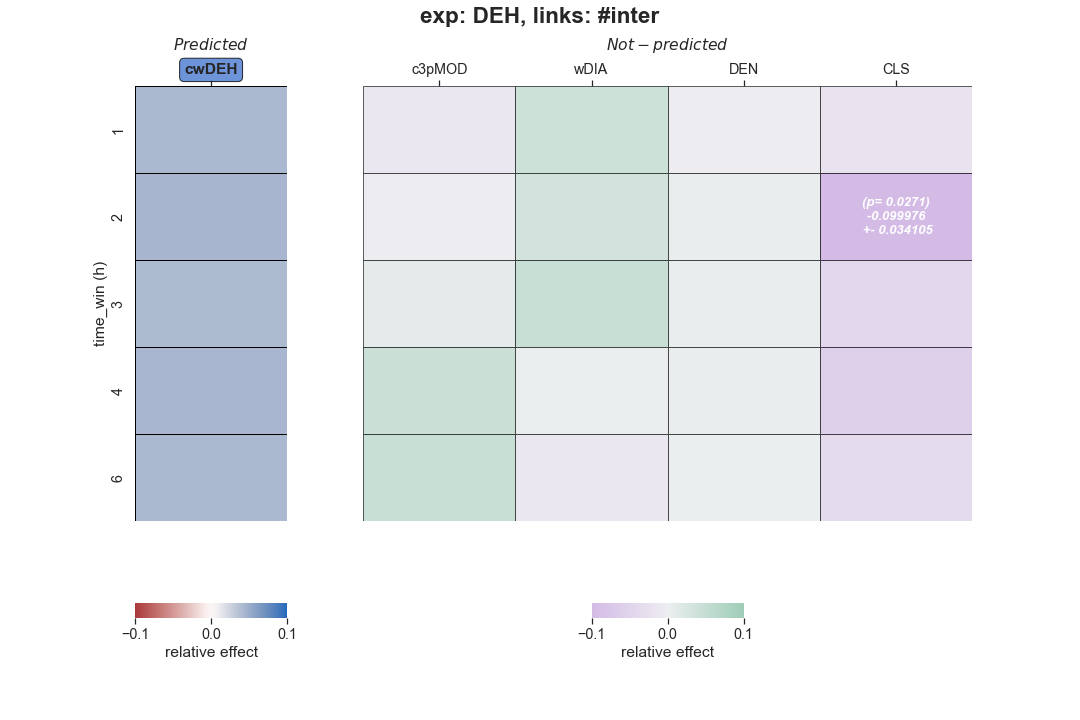 exp: DEH, links: #inter
Predicted
Not − predicted
cwDEH
c3pMOD
wDIA
DEN
CLS
time_win (h)
1
2
3
4
6
(p= 0.0271)
-0.099976
+- 0.034105
−0.1
0.0
0.1
relative effect
−0.1
0.0
0.1
relative effect